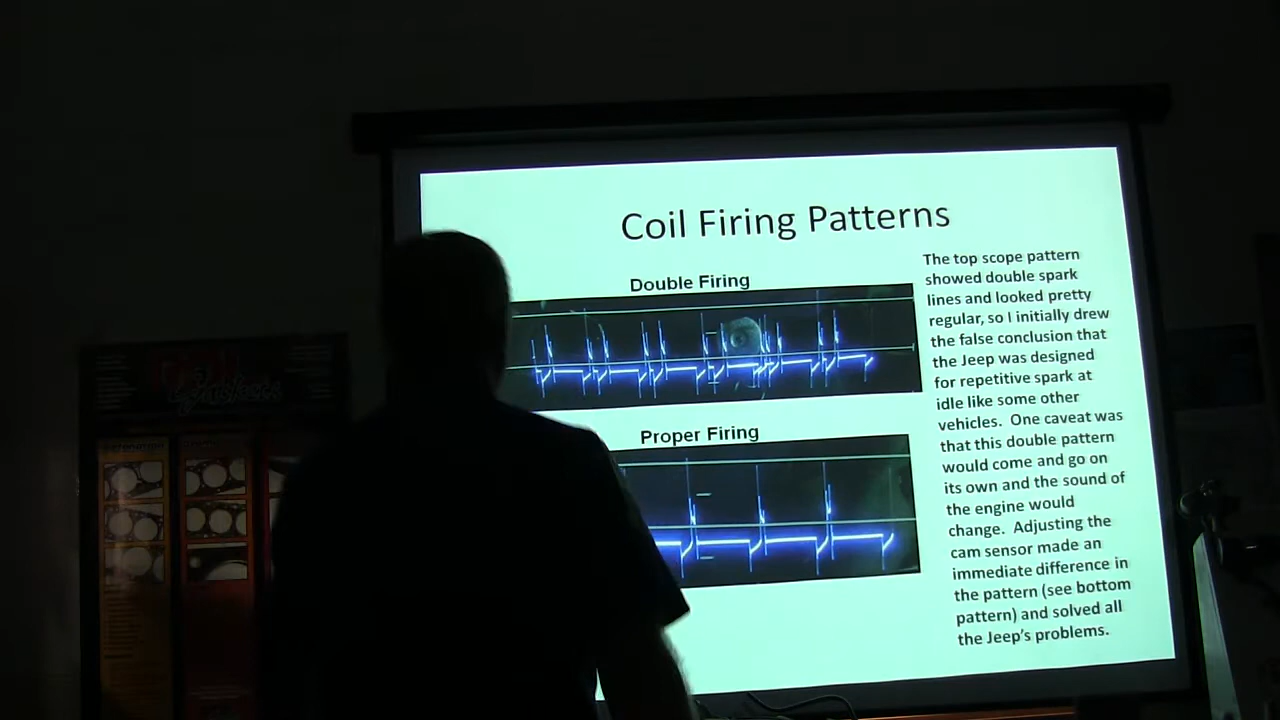 Coil Firing Patterns
Double Firing
Proper Firing
The top scope pattern
showed double spark
lines and looked pretty
regular, so I initially drew
the false conclusion that
the Jeep was designed
for repetitive spark at
idle like some other
vehicles. One caveat was
that this double pattern
would come and go on
its own and the sound of
the engine would
change. Adjusting the
cam sensor made an
immediate difference in
the pattern (see bottom
pattern) and solved all
the Jeep's problems.